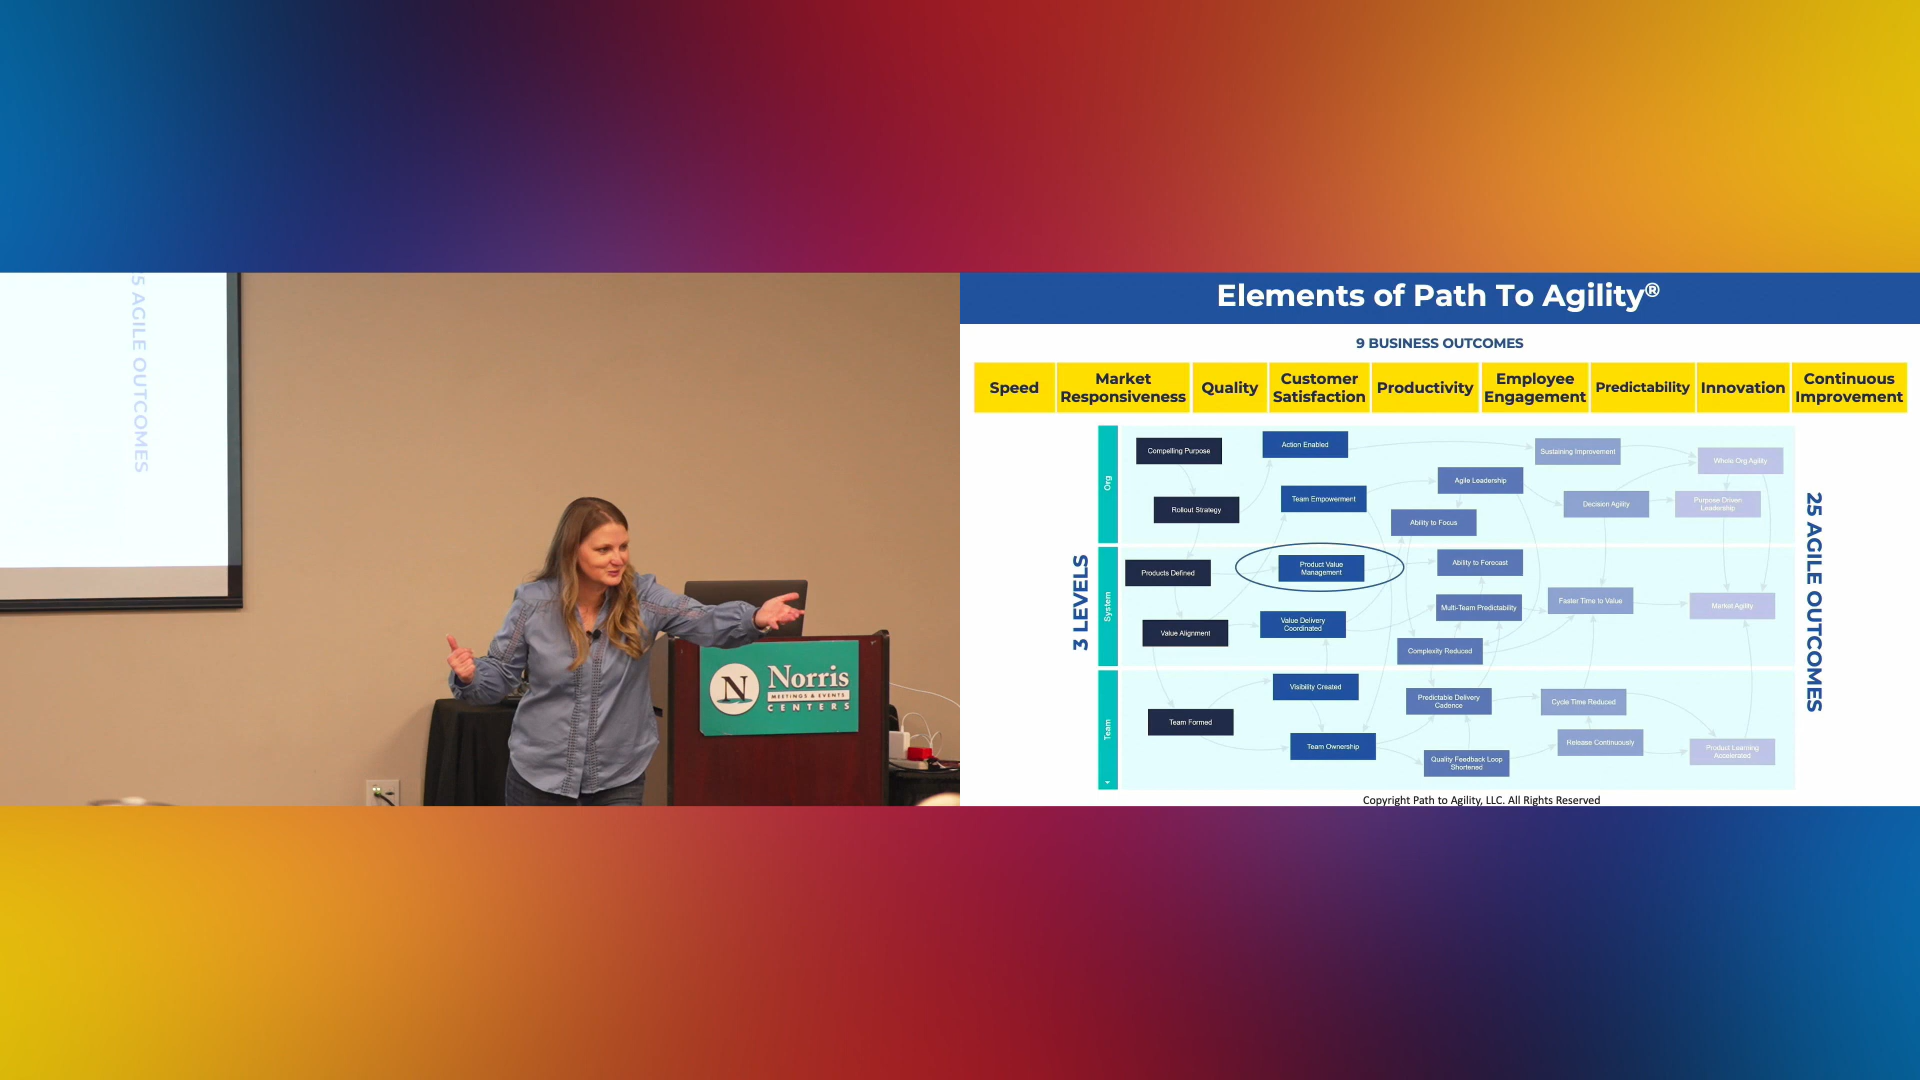 5 AGILE OUTCOMES
N
Norris
MEETINGS & EVENTS
CENTERS
Elements of Path To Agility®
9 BUSINESS OUTCOMES
Speed
Market
Responsiveness
Quality
Customer
Satisfaction
Productivity
Employee
Engagement
Predictability
Innovation
Continuous
Improvement
3 LEVELS
25 AGILE OUTCOMES
Org
Compelling Purpose
Action Enabled
Sustaining Improvement
Whole Org Agility
Agile Leadership
Team Empowerment
Decision Agility
Purpose Driven
Leadership
Rollout Strategy
Ability to Focus
System
Products Defined
Product Value
Management
Ability to Forecast
Faster Time to Value
Market Agility
Multi-Team Predictability
Value Alignment
Value Delivery
Coordinated
Complexity Reduced
Team
Visibility Created
Predictable Delivery
Cadence
Cycle Time Reduced
Team Formed
Team Ownership
Release Continuously
Product Learning
Accelerated
Quality Feedback Loop
Shortened
Copyright Path to Agility, LLC. All Rights Reserved